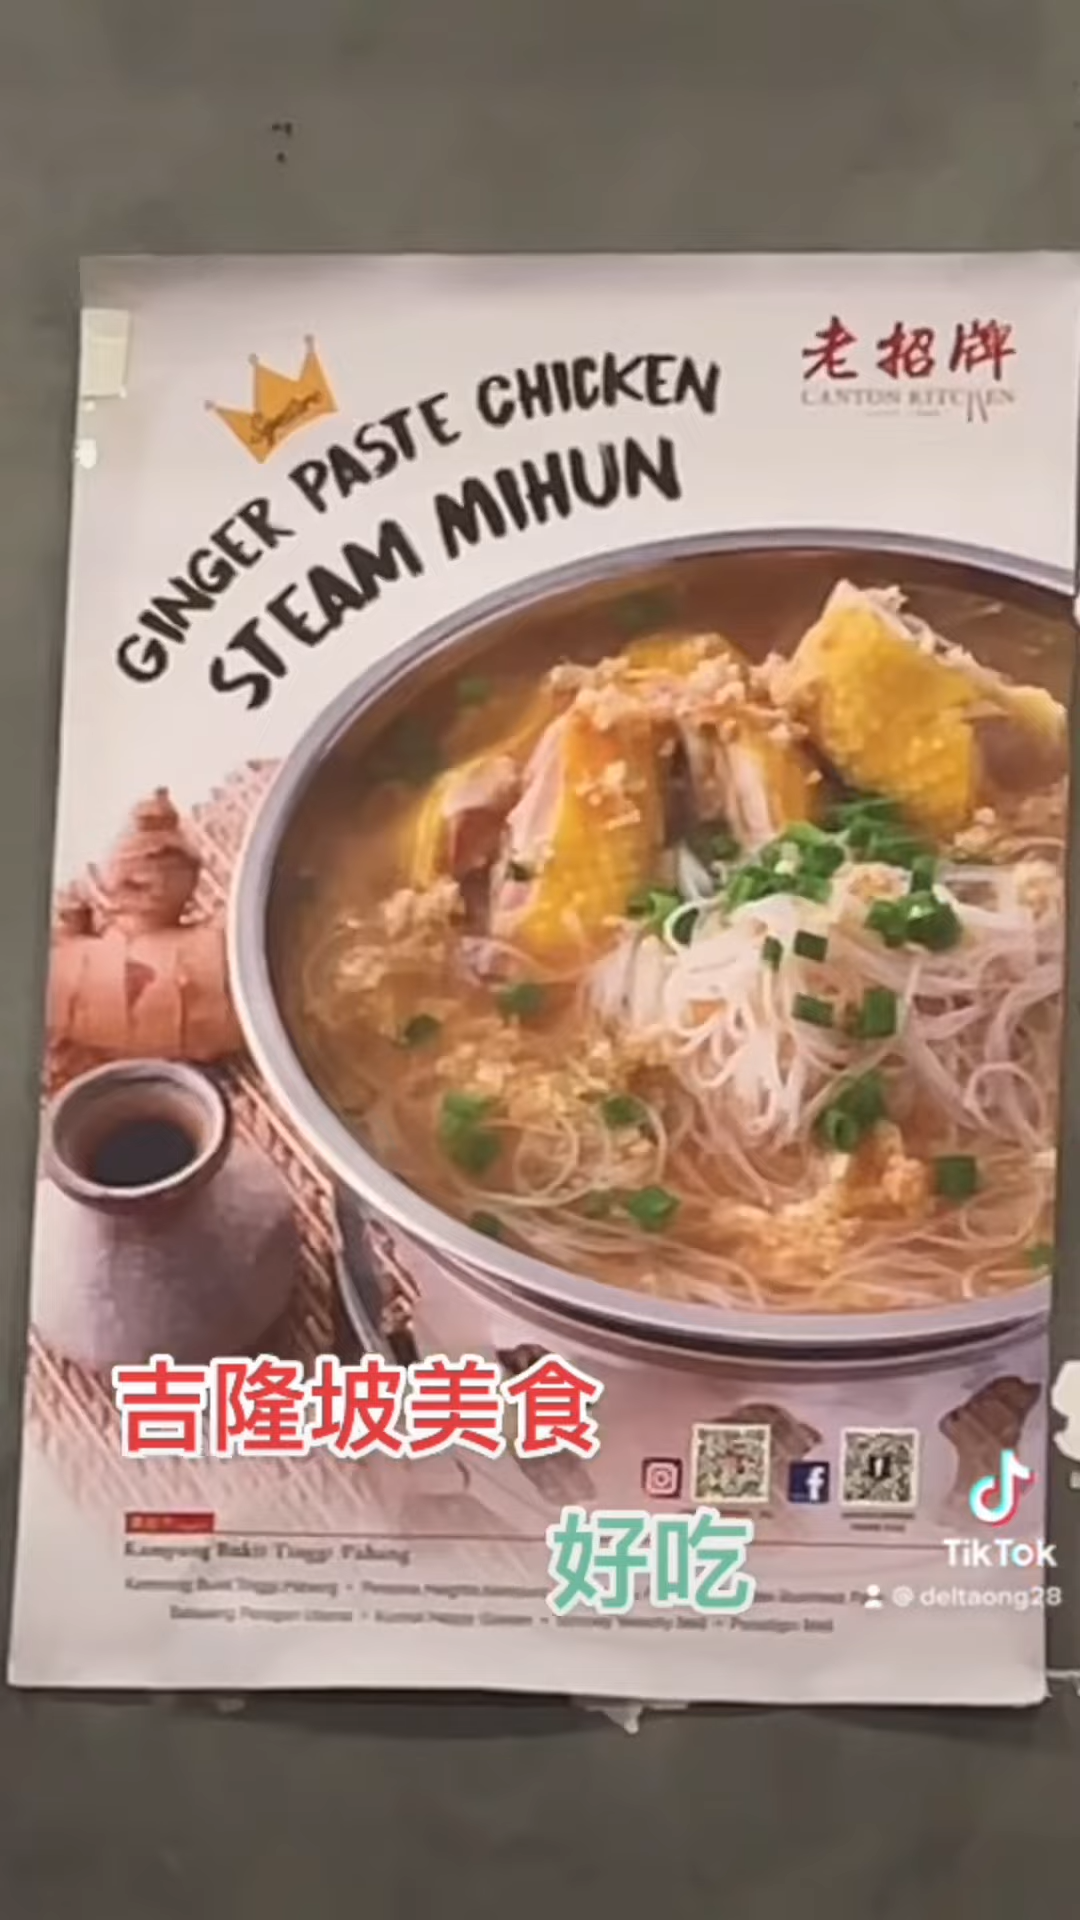 老招牌
CANTON KITCHEN
Signature
GINGER PASTE CHICKEN
STEAM MIHUN
吉隆坡美食
好吃
TikTok
@deltaong28
Kampung Bukit Tinggi Pahang